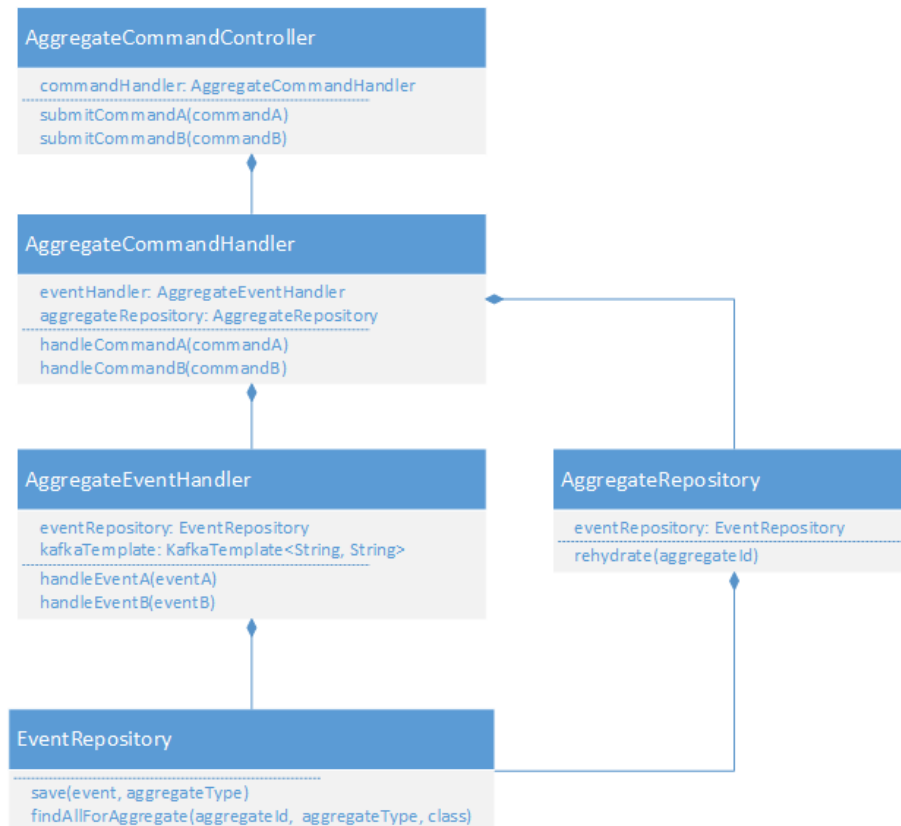 AggregateCommandController
commandHandler: AggregateCommandHandler
submitCommandA(commandA)
submitCommandB(commandB)
AggregateCommandHandler
eventHandler: AggregateEventHandler
aggregateRepository: AggregateRepository
handleCommandA(commandA)
handleCommandB(commandB)
AggregateEventHandler
eventRepository: EventRepository
kafkaTemplate: KafkaTemplate<String, String>
handleEventA(eventA)
handleEventB(eventB)
AggregateRepository
eventRepository: EventRepository
rehydrate(aggregateId)
EventRepository
save(event, aggregateType)
findAllForAggregate(aggregateId, aggregateType, class)